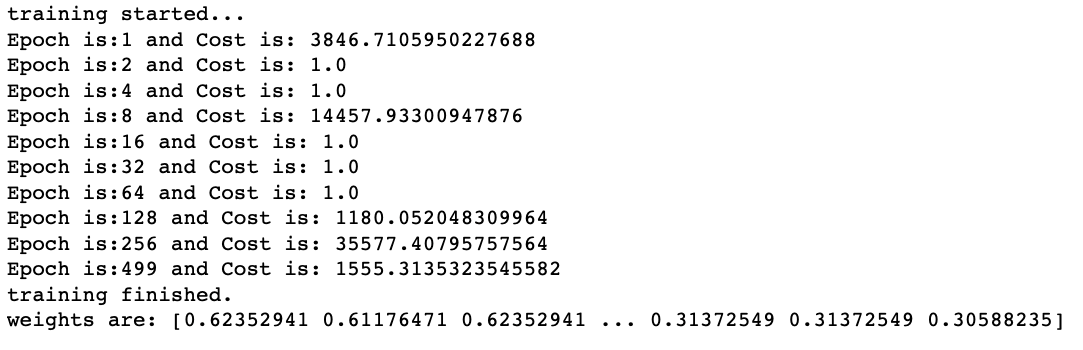 training started...
Epoch is:1 and Cost is: 3846.7105950227688
Epoch is:2 and Cost is: 1.0
Epoch is:4 and Cost is: 1.0
Epoch is:8 and Cost is: 14457.93300947876
Epoch is:16 and Cost is: 1.0
Epoch is:32 and Cost is: 1.0
Epoch is:64 and Cost is: 1.0
Epoch is:128 and Cost is: 1180.052048309964
Epoch is:256 and Cost is: 35577.40795757564
Epoch is:499 and Cost is: 1555.3135323545582
training finished.
weights are: [0.62352941 0.61176471 0.62352941 ... 0.31372549 0.31372549 0.30588235]